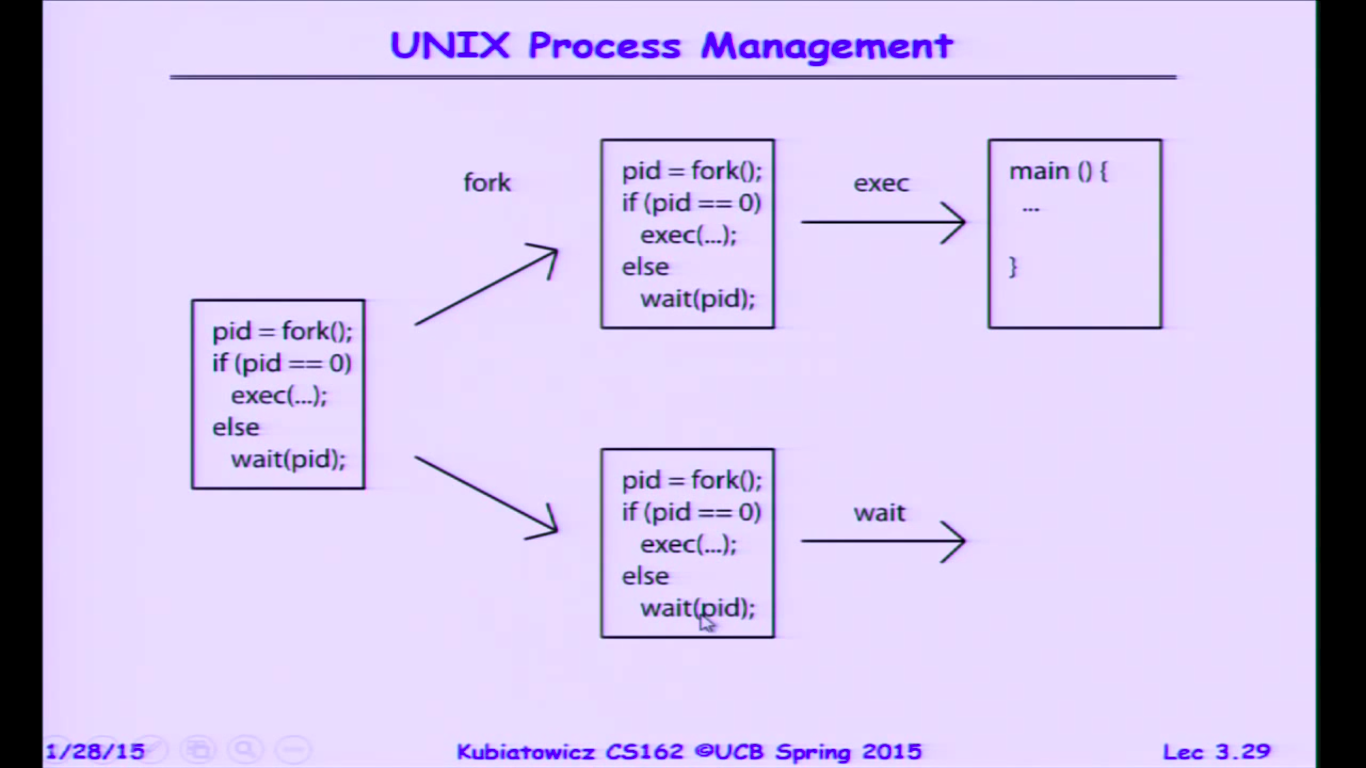 UNIX Process Management
fork
pid = fork();
if (pid == 0)
exec(...);
else
wait(pid);
exec
main () {
...
}
pid = fork();
if (pid == 0)
exec(...);
else
wait(pid);
pid = fork();
if (pid == 0)
exec(...);
else
wait(pid);
wait
1/28/15
Kubiatowicz CS162 ©UCB Spring 2015
Lec 3.29